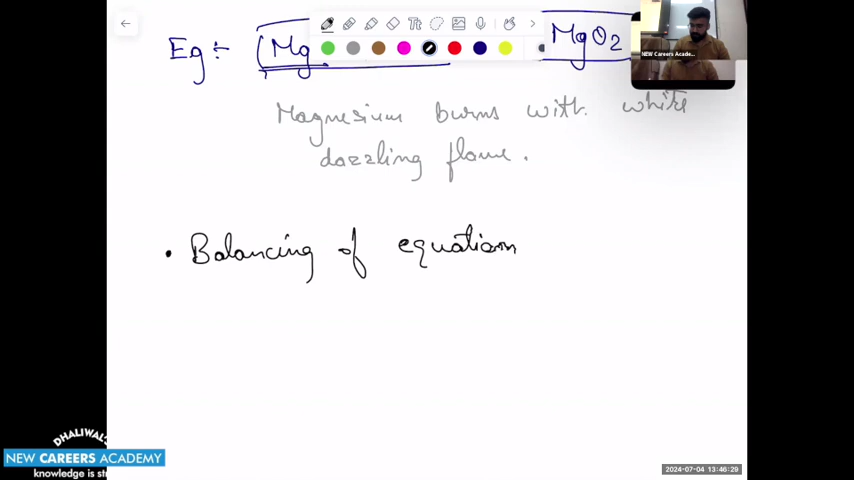 Eg :- (Mg MgO2
NEW Careers Acade...
Magnesium burns with white
dazzling flame.
• Balancing of equations
DHALIWAL'S
NEW CAREERS ACADEMY
knowledge is str
2024-07-04 13:46:29